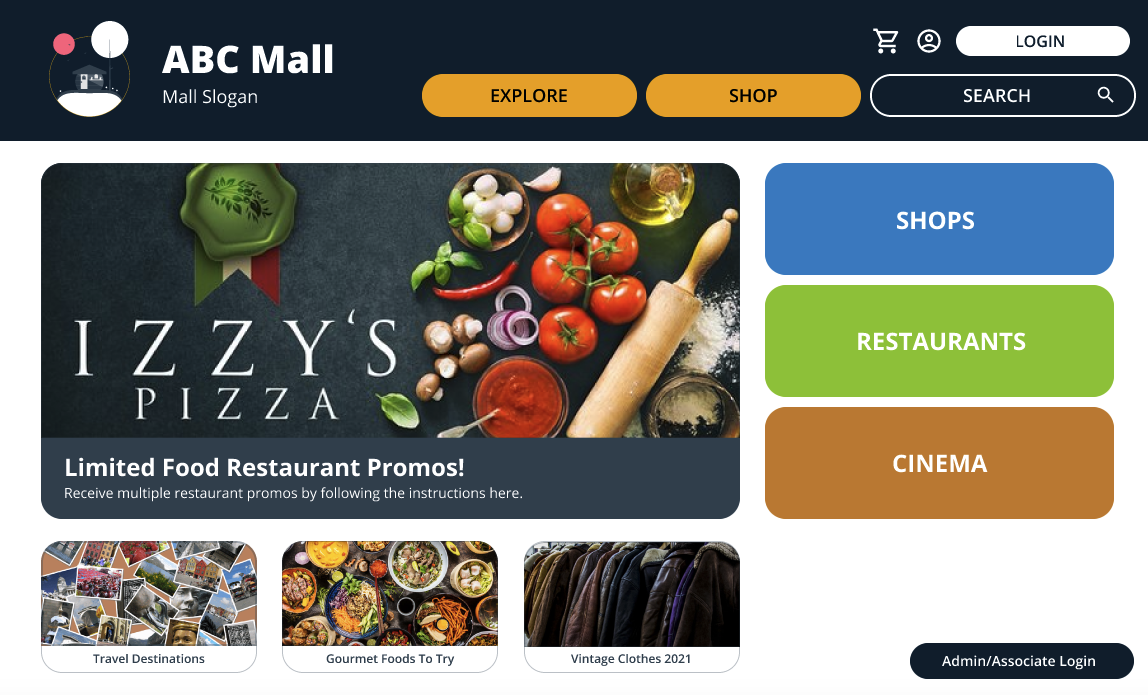 ABC Mall
Mall Slogan
LOGIN
EXPLORE
SHOP
SEARCH
IZZY'S
PIZZA
Limited Food Restaurant Promos!
Receive multiple restaurant promos by following the instructions here.
SHOPS
RESTAURANTS
CINEMA
Travel Destinations
Gourmet Foods To Try
Vintage Clothes 2021
Admin/Associate Login